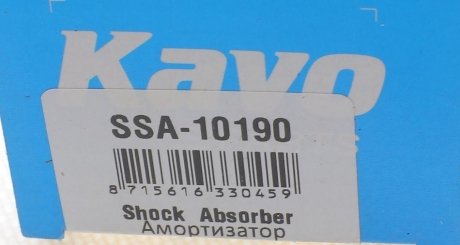 Kavo
SSA-10190
8 715616 330459
Shock Absorber
Амортизатор